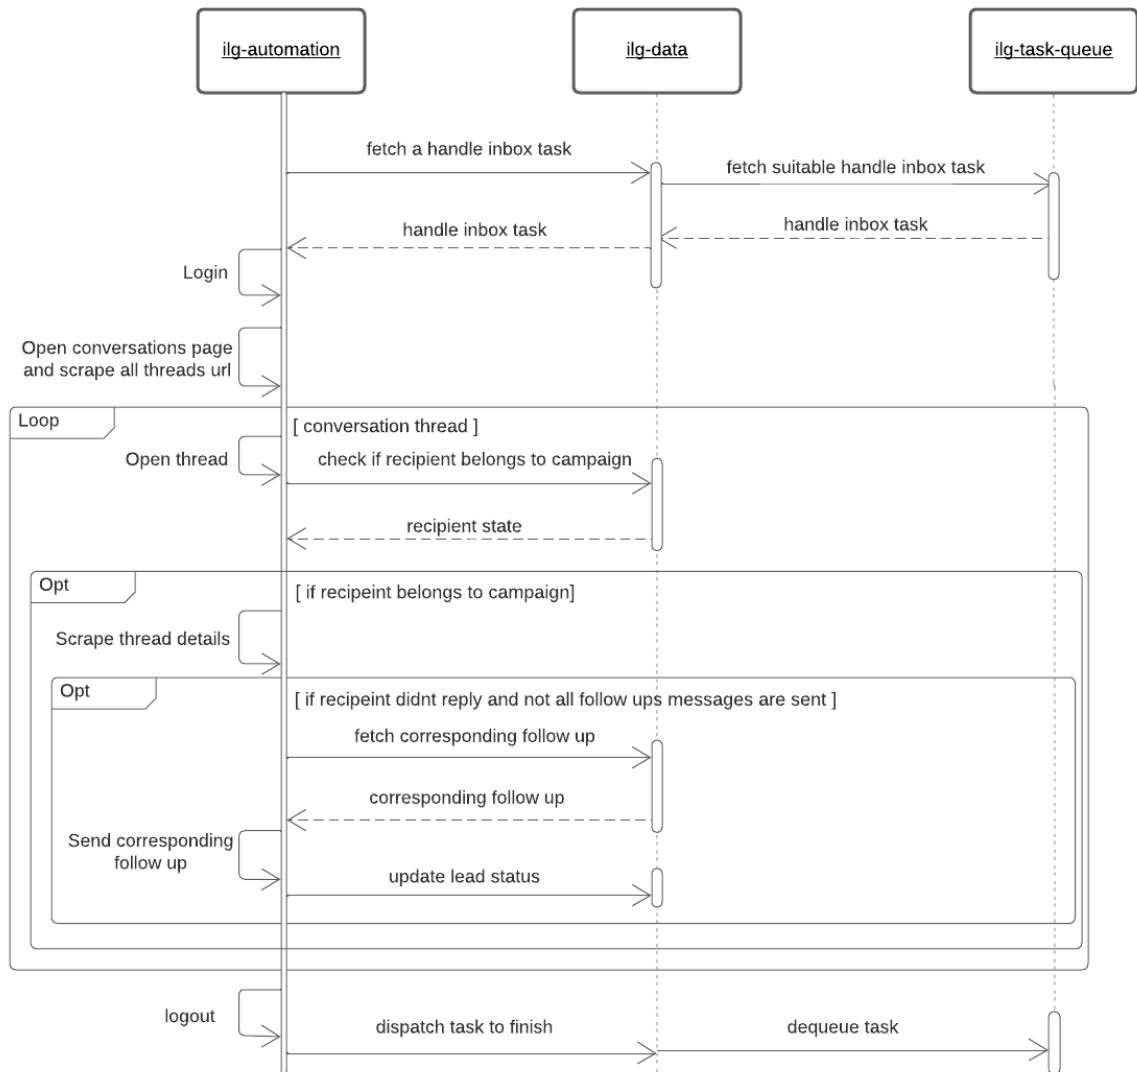 ilg-automation
ilg-data
ilg-task-queue
fetch a handle inbox task
fetch suitable handle inbox task
handle inbox task
handle inbox task
Login
Open conversations page
and scrape all threads url
Loop
[ conversation thread ]
Open thread
check if recipient belongs to campaign
recipient state
Opt
[ if recipeint belongs to campaign]
Scrape thread details
Opt
[ if recipeint didnt reply and not all follow ups messages are sent ]
fetch corresponding follow up
corresponding follow up
Send corresponding
follow up
update lead status
logout
dispatch task to finish
dequeue task